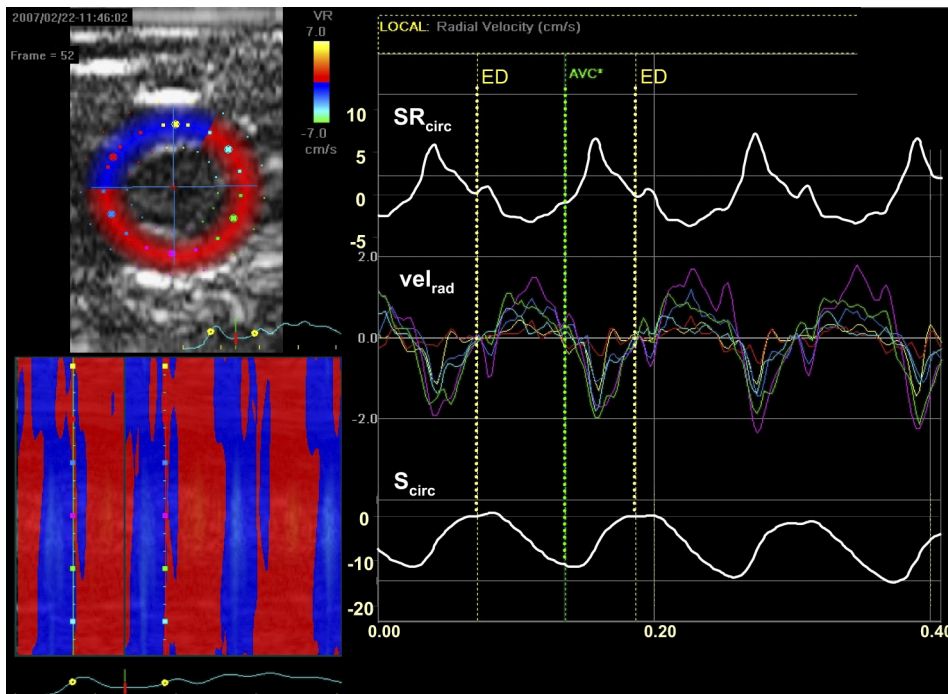 2007/02/22-11:46:02
VR
7.0
Frame = 52
-7.0
cm/s
LOCAL: Radial Velocity (cm/s)
ED
AVC*
ED
SRcirc
10
5
0
-5
2.0
velrad
0.0
-2.0
Scirc
0
-10
-20
0.00
0.20
0.40